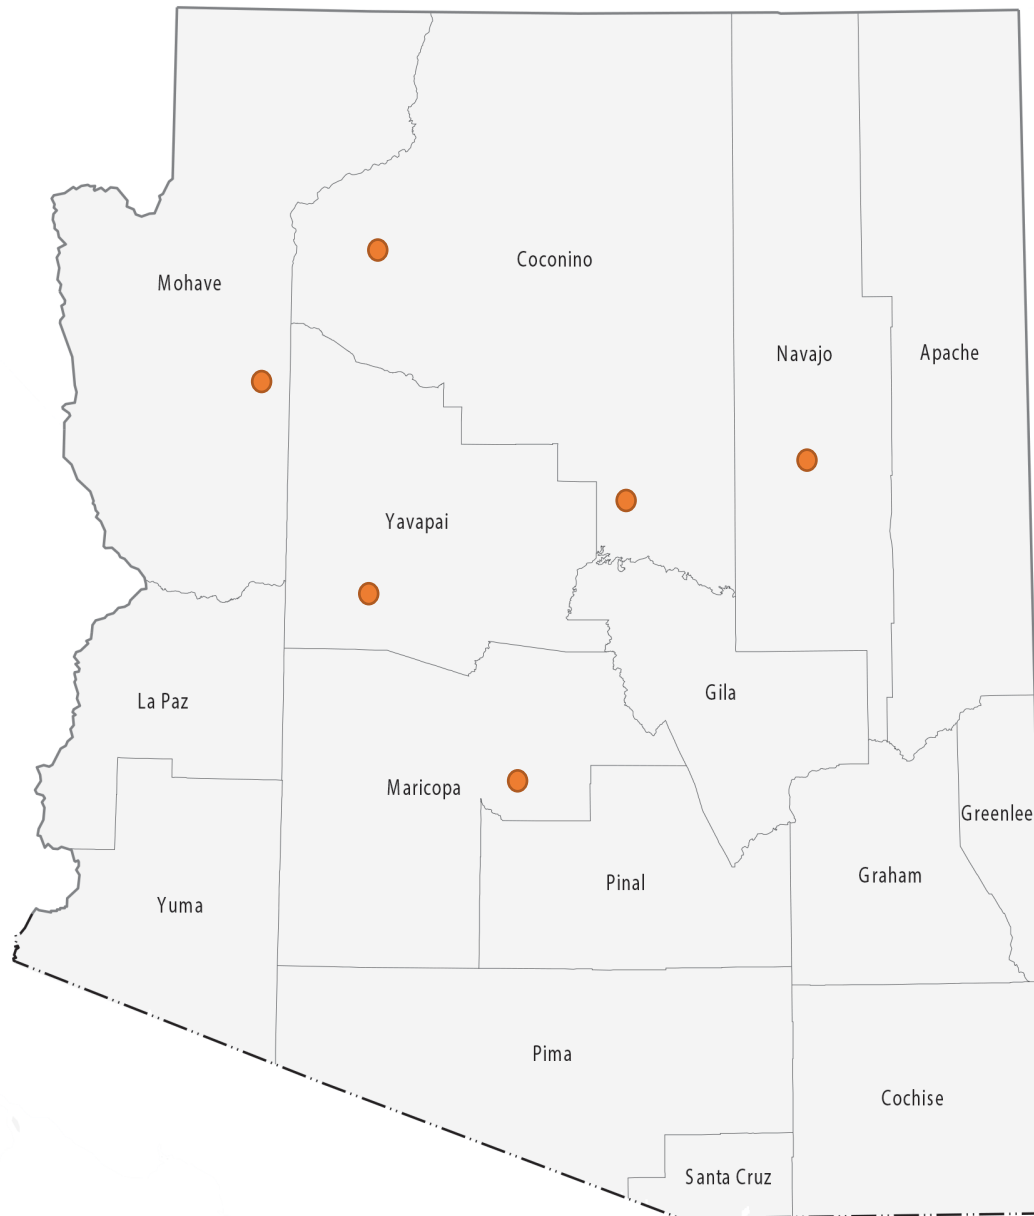 Coconino
Mohave
Navajo
Apache
Yavapai
Gila
La Paz
Maricopa
Greenlee
Graham
Pinal
Yuma
Pima
Cochise
Santa Cruz